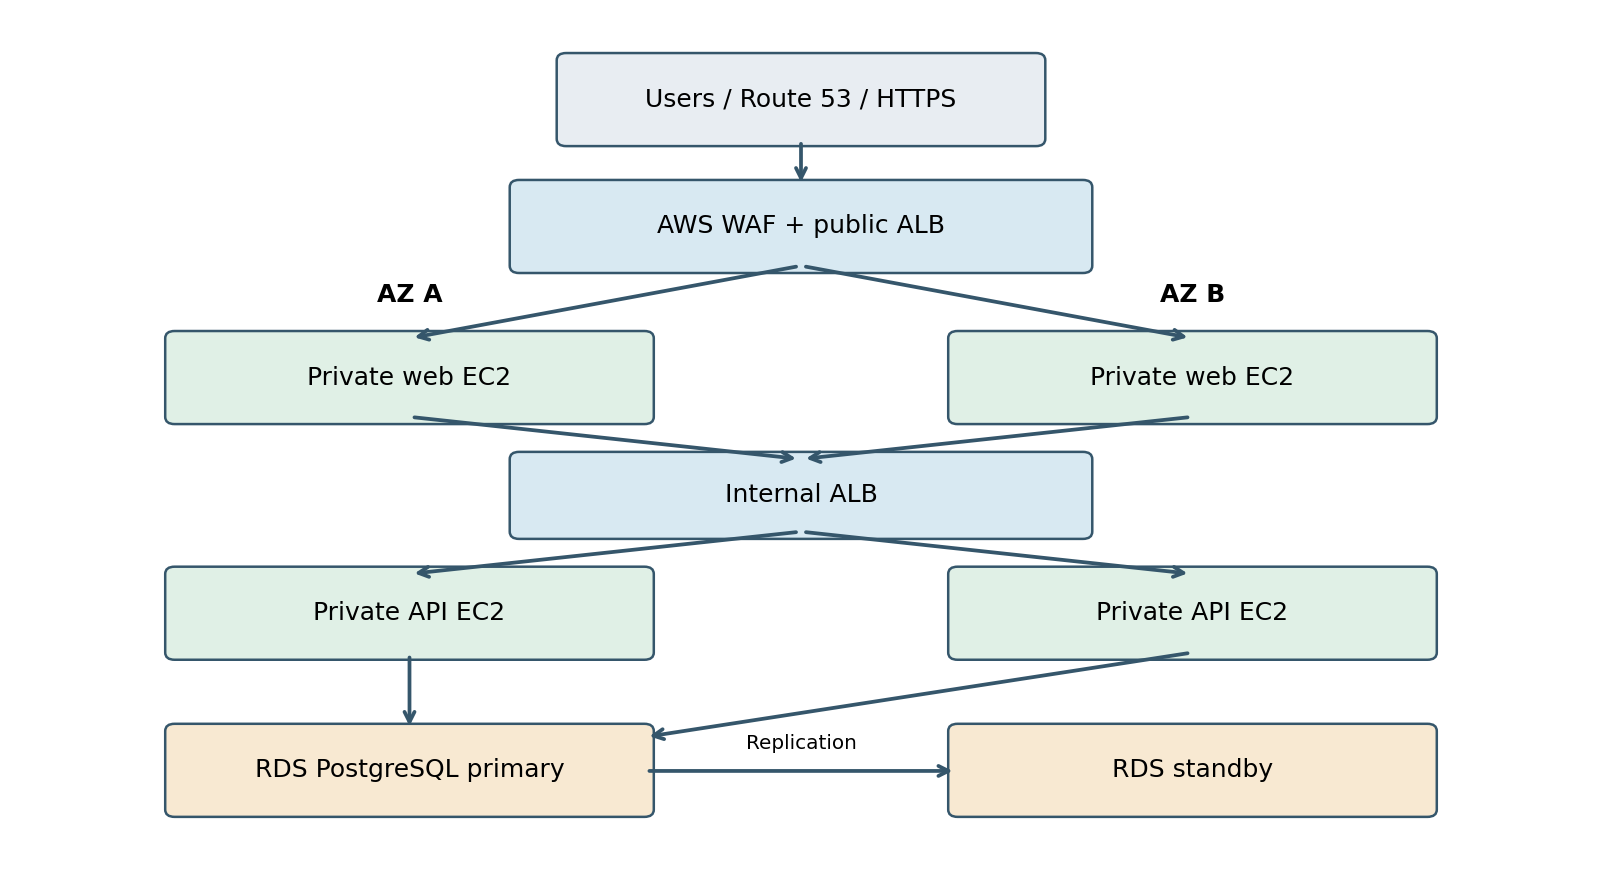 Users / Route 53 / HTTPS
AWS WAF + public ALB
AZ A
AZ B
Private web EC2
Private web EC2
Internal ALB
Private API EC2
Private API EC2
Replication
RDS PostgreSQL primary
RDS standby